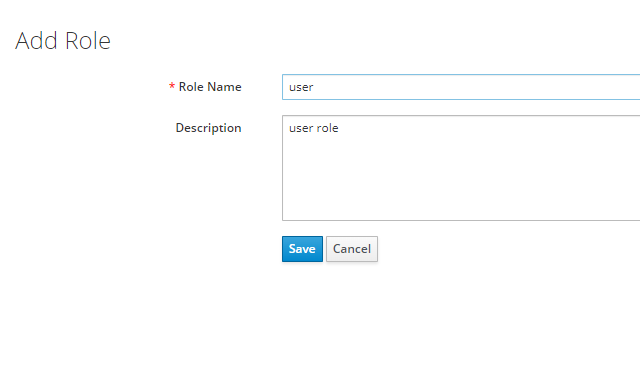 Add Role
* Role Name
user
Description
user role
Save
Cancel